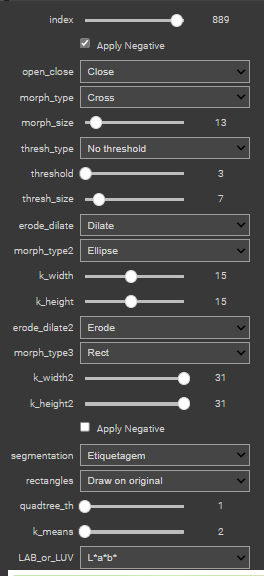 index 889
Apply Negative
open_close Close
morph_type Cross
morph_size 13
thresh_type No threshold
threshold 3
thresh_size 7
erode_dilate Dilate
morph_type2 Ellipse
k_width 15
k_height 15
erode_dilate2 Erode
morph_type3 Rect
k_width2 31
k_height2 31
Apply Negative
segmentation Etiquetagem
rectangles Draw on original
quadtree_th 1
k_means 2
LAB_or_LUV L*a*b*